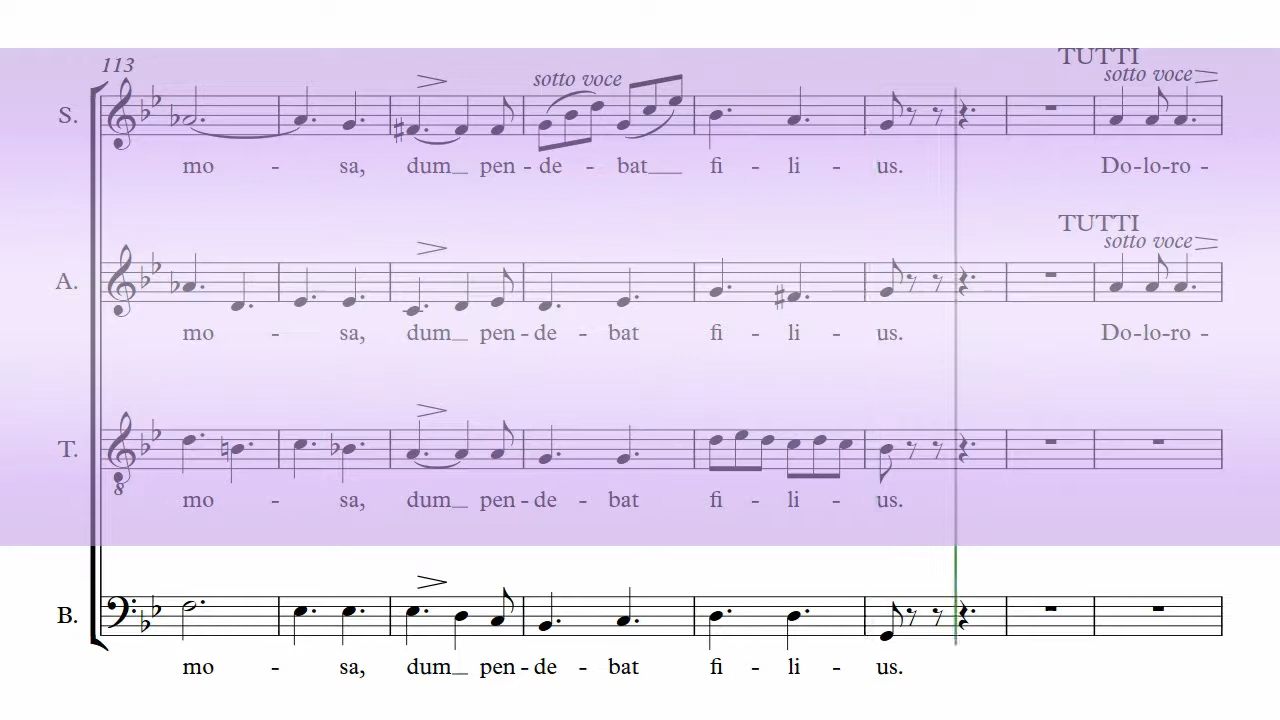 TUTTI
113
sotto voce sotto voce
S.
mo - sa, dum_ pen - de - bat_ fi - li - us. Do-lo-ro -
TUTTI
sotto voce
A.
mo - sa, dum_ pen - de - bat fi - li - us. Do-lo-ro -
T.
8
mo - sa, dum_ pen - de - bat fi - li - us.
B.
mo - sa, dum_ pen - de - bat fi - li - us.